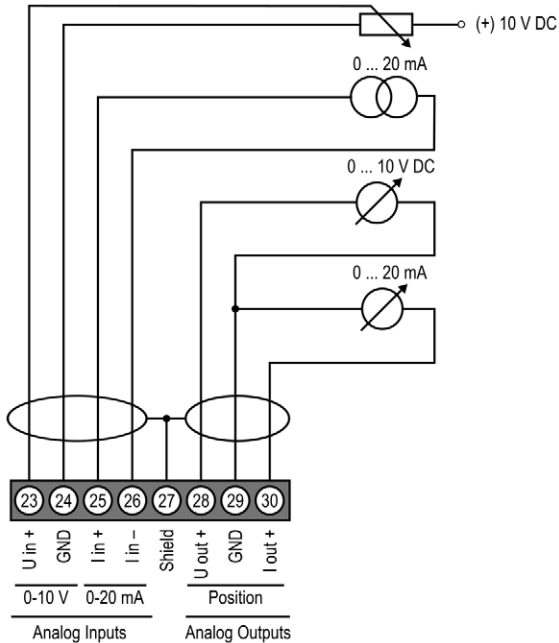 (+) 10 V DC
0 ... 20 mA
0 ... 10 V DC
0 ... 20 mA
23 24 25 26 27 28 29 30
U in +
GND
I in +
I in –
Shield
U out +
GND
I out +
0-10 V 0-20 mA Position
Analog Inputs Analog Outputs